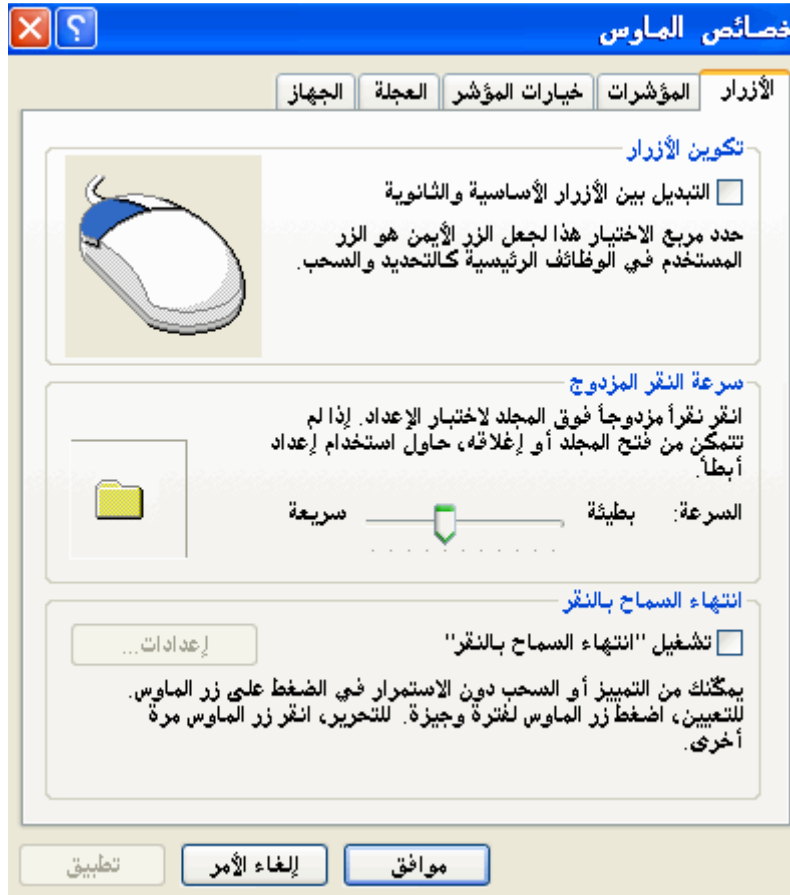 خصائص الماوس
الأزرار
المؤشرات
خيارات المؤشر
العجلة
الجهاز
تكوين الأزرار
التبديل بين الأزرار الأساسية والثانوية
حدد مربع الاختيار هذا لجعل الزر الأيمن هو الزر
المستخدم في الوظائف الرئيسية كالتحديد والسحب.
سرعة النقر المزدوج
انقر نقراً مزدوجاً فوق المجلد لاختبار الإعداد. إذا لم
تتمكن من فتح المجلد أو إغلاقه، حاول استخدام إعداد
أبطأ.
السرعة: بطيئة سريعة
انتهاء السماح بالنقر
تشغيل "انتهاء السماح بالنقر"
إعدادات...
يمكّنك من التمييز أو السحب دون الاستمرار في الضغط على زر الماوس.
للتعيين، اضغط زر الماوس لفترة وجيزة. للتحرير، انقر زر الماوس مرة
أخرى.
موافق
إلغاء الأمر
تطبيق